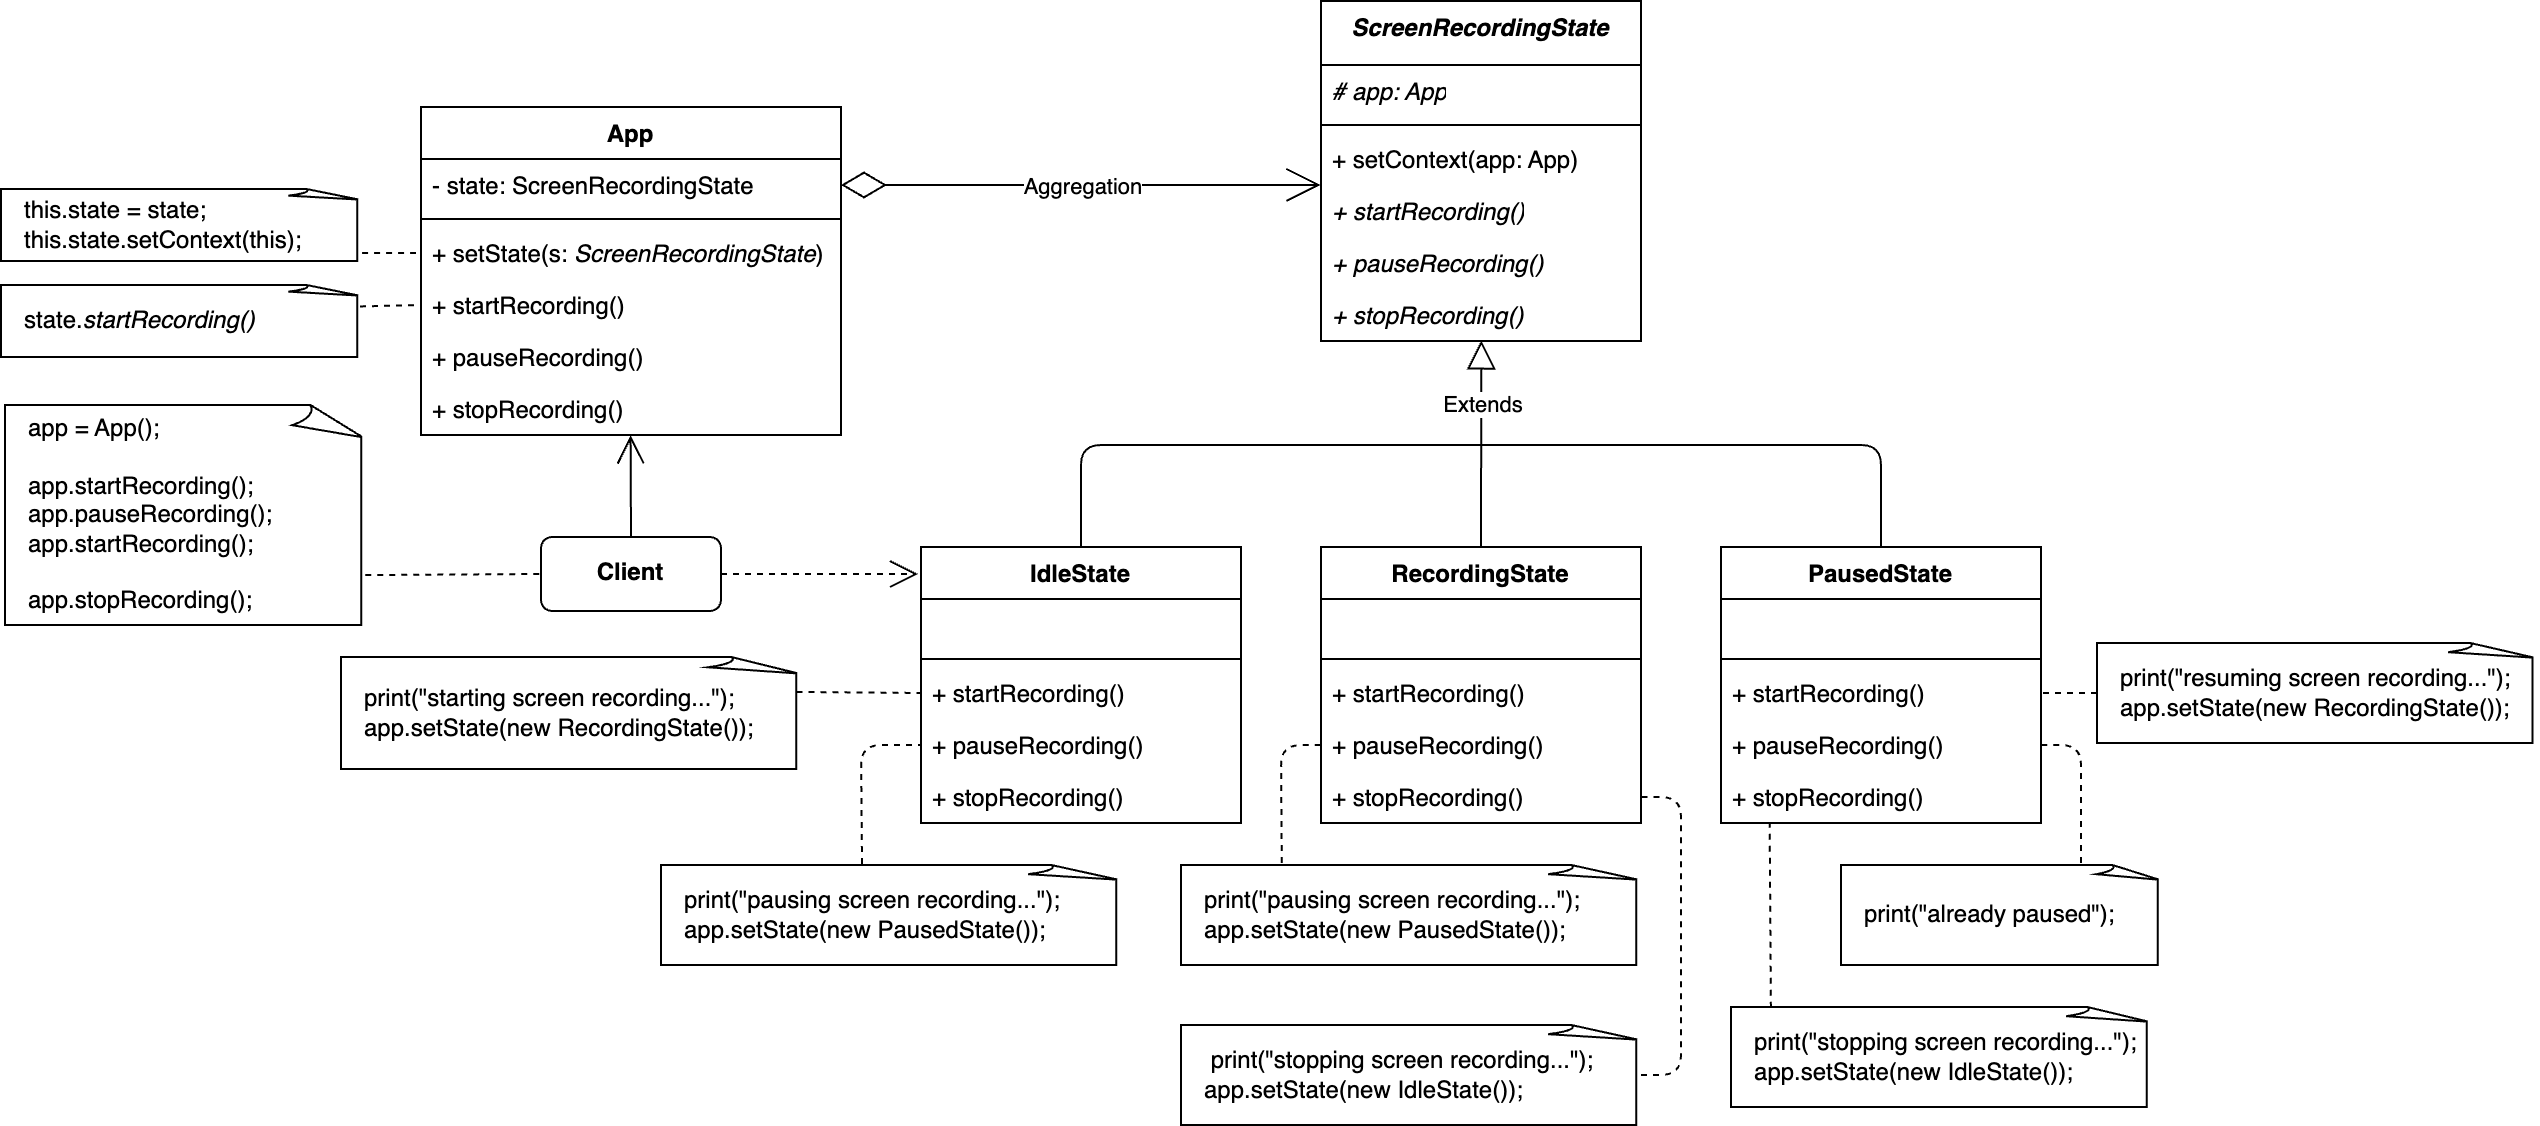 ScreenRecordingState
# app: App
+ setContext(app: App)
+ startRecording()
+ pauseRecording()
+ stopRecording()
App
- state: ScreenRecordingState
+ setState(s: ScreenRecordingState)
+ startRecording()
+ pauseRecording()
+ stopRecording()
Aggregation
this.state = state;
this.state.setContext(this);
state.startRecording()
app = App();
app.startRecording();
app.pauseRecording();
app.startRecording();
app.stopRecording();
Extends
Client
IdleState
+ startRecording()
+ pauseRecording()
+ stopRecording()
RecordingState
+ startRecording()
+ pauseRecording()
+ stopRecording()
PausedState
+ startRecording()
+ pauseRecording()
+ stopRecording()
print("resuming screen recording...");
app.setState(new RecordingState());
print("starting screen recording...");
app.setState(new RecordingState());
print("pausing screen recording...");
app.setState(new PausedState());
print("pausing screen recording...");
app.setState(new PausedState());
print("already paused");
print("stopping screen recording...");
app.setState(new IdleState());
print("stopping screen recording...");
app.setState(new IdleState());